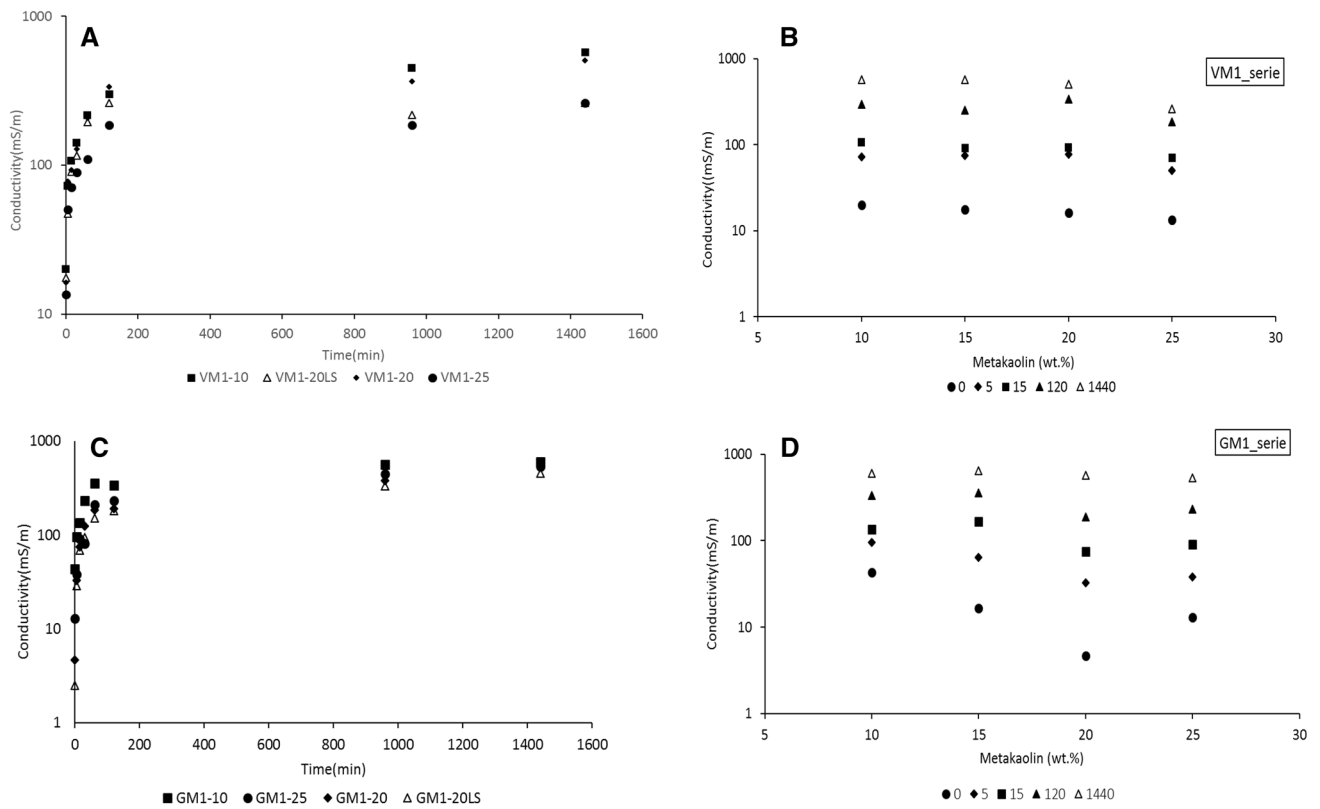 A
1000
100
10
Conductivity(mS/m)
0 200 400 600 800 1000 1200 1400 1600
Time(min)
VM1-10 VM1-20LS VM1-20 VM1-25
B
VM1_serie
1000
100
10
1
Conductivity((mS/m)
5 10 15 20 25 30
Metakaolin (wt.%)
0 5 15 120 1440
C
1000
100
10
1
Conductivity(mS/m)
0 200 400 600 800 1000 1200 1400 1600
Time(min)
GM1-10 GM1-25 GM1-20 GM1-20LS
D
GM1_serie
1000
100
10
1
Conductivity(mS/m)
5 10 15 20 25 30
Metakaolin (wt.%)
0 5 15 120 1440